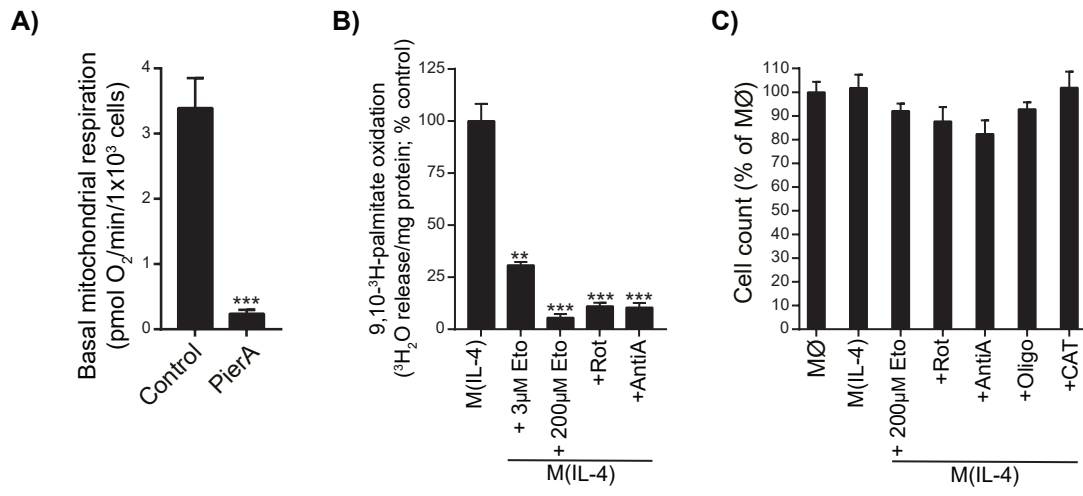 A)
Basal mitochondrial respiration
(pmol O2/min/1x10³ cells)
4
3
2
1
0
***
Control
PierA
B)
9,10-³H-palmitate oxidation
(³H2O release/mg protein; % control)
125
100
75
50
25
0
**
***
***
***
M(IL-4)
+ 3µM Eto
+ 200µM Eto
+Rot
+AntiA
M(IL-4)
C)
Cell count (% of MØ)
110
100
90
80
70
60
50
40
30
20
10
0
MØ
M(IL-4)
+ 200µM Eto
+Rot
+AntiA
+Oligo
+CAT
M(IL-4)